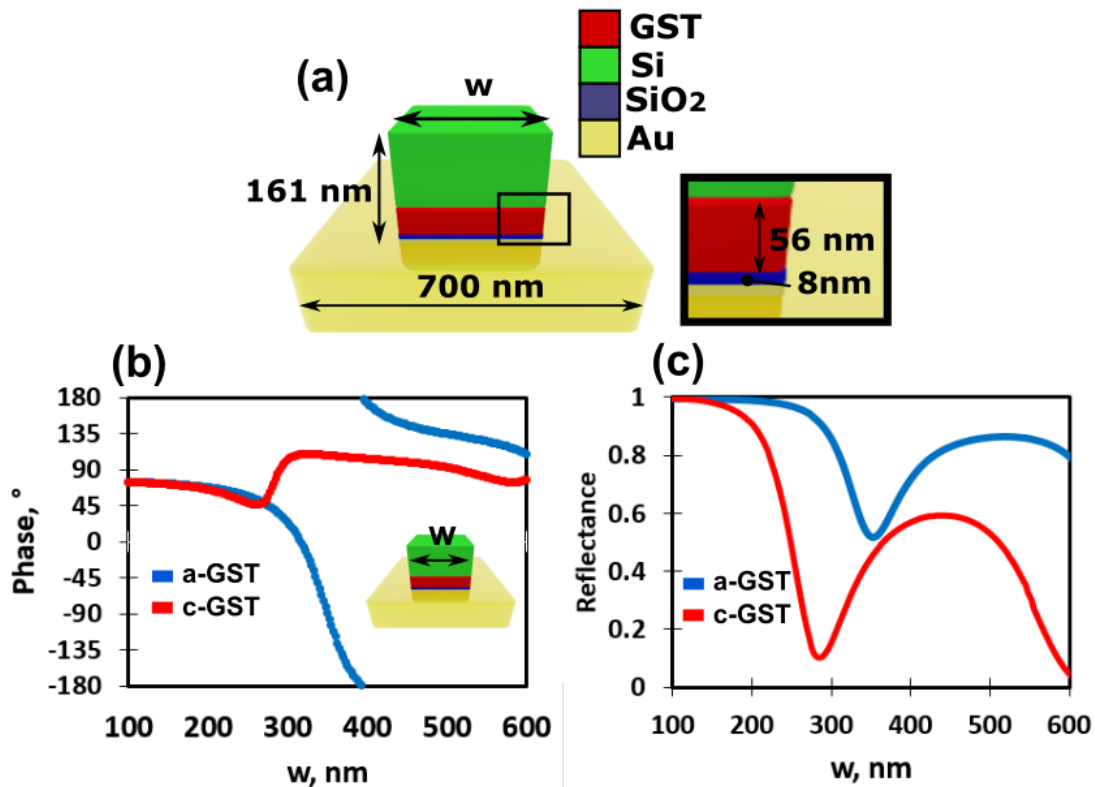 (a)
GST
Si
SiO2
Au
w
161 nm
700 nm
56 nm
8nm
(b)
Phase, °
180
135
90
45
0
-45
-90
-135
-180
a-GST
c-GST
w
100 200 300 400 500 600
w, nm
(c)
Reflectance
1
0.8
0.6
0.4
0.2
0
a-GST
c-GST
100 200 300 400 500 600
w, nm